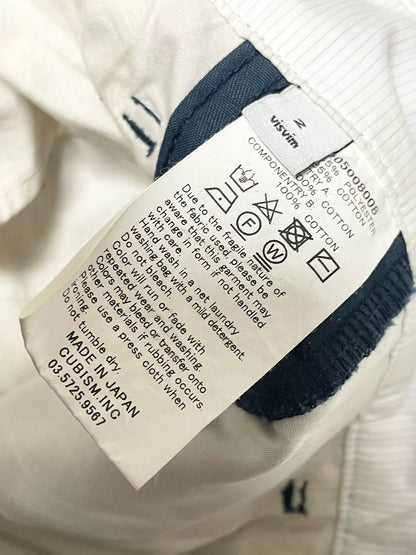 2
visvim
05008008
POLYESTER
COTTON
COMPONENTRY A. COTTON
100%
COMPONENTRY B. COTTON
100%
Due to the fragile nature of
the fabric used, please be
aware that this garment may
change in form if not handled
with care.
Hand wash in a net laundry
washing bag with a mild detergent.
Do not bleach.
Color will run or fade with
repeated wear and washing.
Colors may bleed or transfer onto
other materials if rubbing occurs.
Please use a press cloth when
ironing.
Do not tumble dry.
MADE IN JAPAN
CUBISM.INC
03.5725.9567